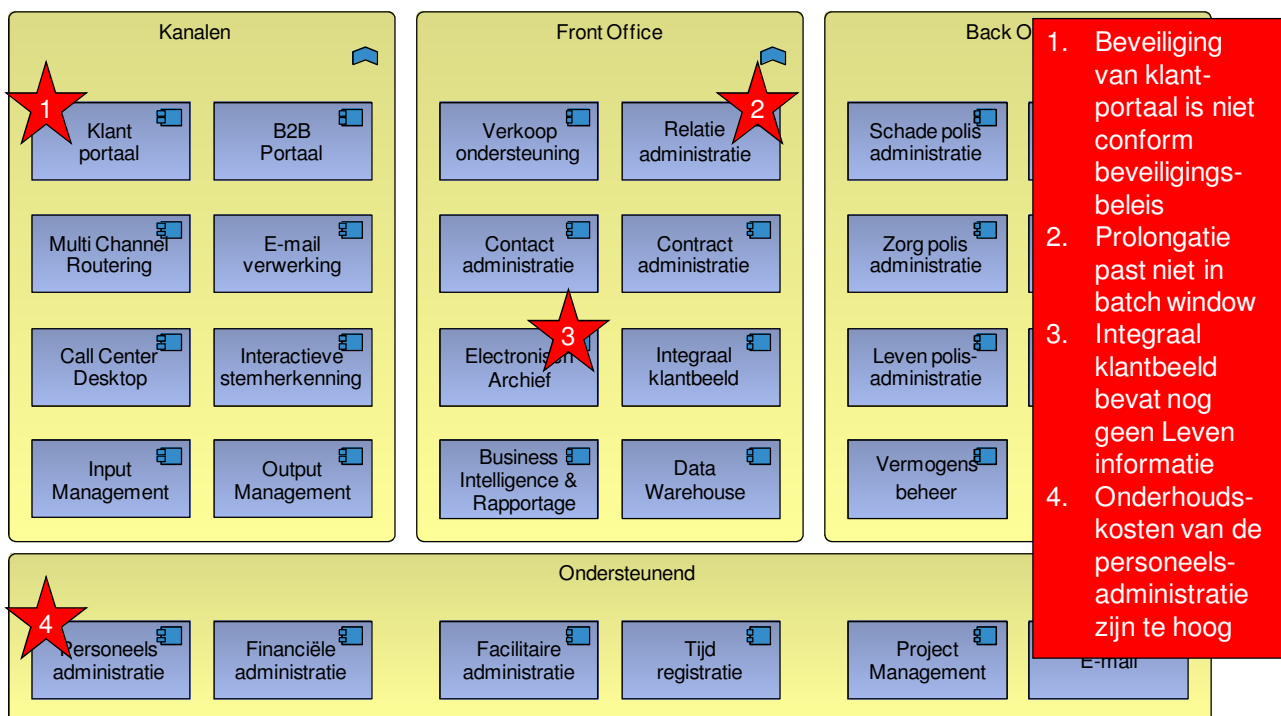 Kanalen
1
Klant
portaal
B2B
Portaal
Multi Channel
Routering
E-mail
verwerking
Call Center
Desktop
Interactieve
stemherkenning
Input
Management
Output
Management
Front Office
2
Verkoop
ondersteuning
Relatie
administratie
Contact
administratie
Contract
administratie
3
Electronisch
Archief
Integraal
klantbeeld
Business
Intelligence &
Rapportage
Data
Warehouse
Back O
Schade polis
administratie
Zorg polis
administratie
Leven polis-
administratie
Vermogens
beheer
1. Beveiliging
van klant-
portaal is niet
conform
beveiligings-
beleis
2. Prolongatie
past niet in
batch window
3. Integraal
klantbeeld
bevat nog
geen Leven
informatie
4. Onderhouds-
kosten van de
personeels-
administratie
zijn te hoog
Ondersteunend
4
Personeels
administratie
Financiële
administratie
Facilitaire
administratie
Tijd
registratie
Project
Management
E-mail